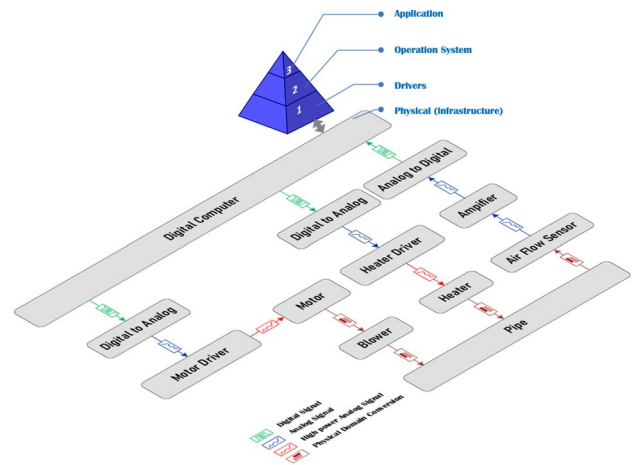 Application
Operation System
Drivers
Physical (infrastructure)
3
2
1
Digital Computer
Analog to Digital
Ampifier
Air Flow Sensor
Digital to Analog
Heater Driver
Heater
Pipe
Digital to Analog
Motor Driver
Motor
Blower
Digital Signal
Analog Signal
High power Analog Signal
Physical Domain Conversion